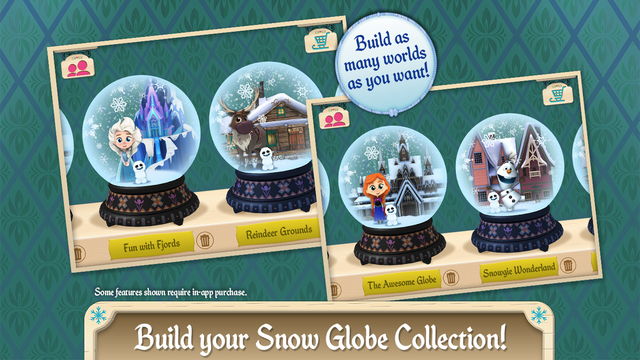 Build as
many worlds
as you want!
Fun with Fjords
Reindeer Grounds
The Awesome Globe
Snowgie Wonderland
Some features shown require in-app purchase.
Build your Snow Globe Collection!